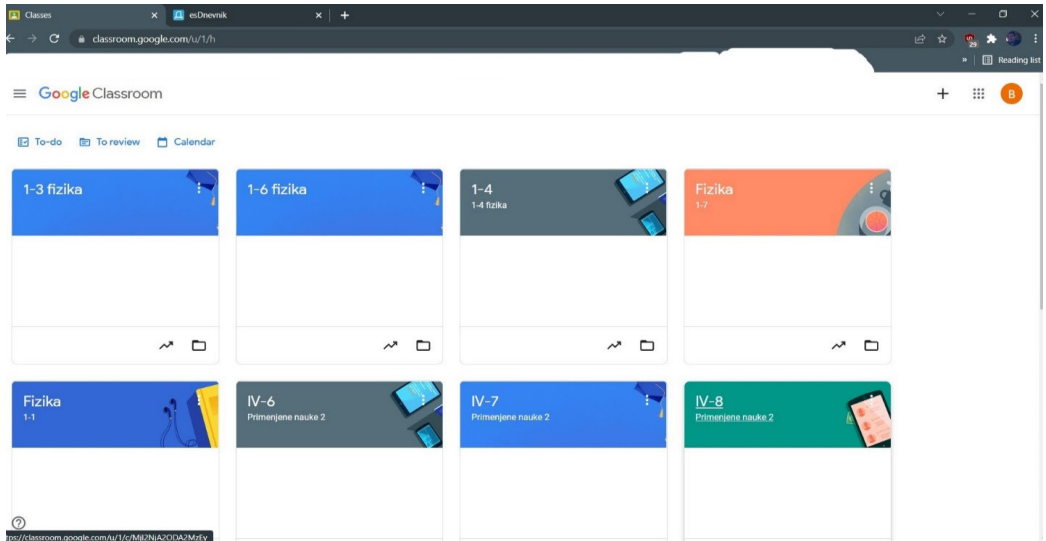 Classes
esDnevnik
classroom.google.com/u/1/h
29
Reading list
Google Classroom
B
To-do To review Calendar
1-3 fizika
1-6 fizika
1-4
1-4 fizika
Fizika
1-7
Fizika
1-1
IV-6
Primenjene nauke 2
IV-7
Primenjene nauke 2
IV-8
Primenjene nauke 2